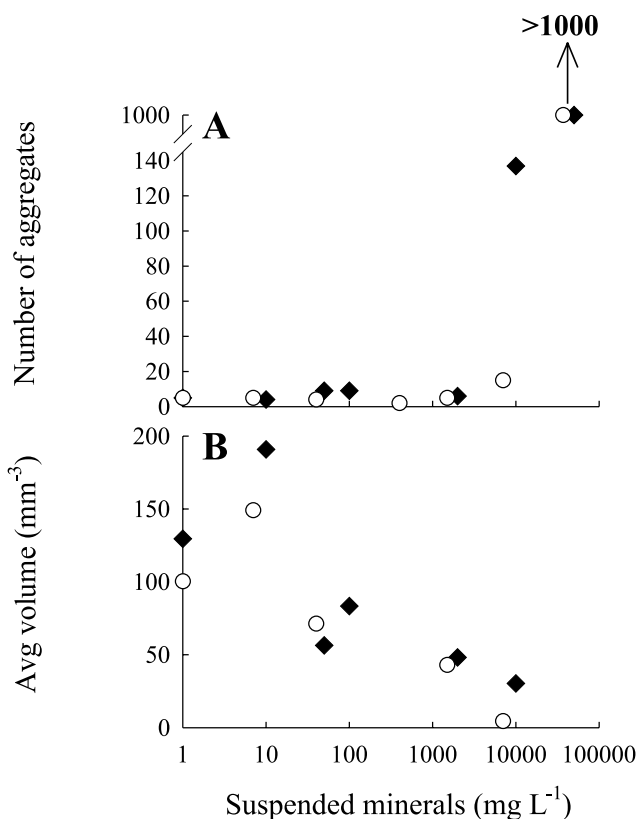 >1000
A
1000
140
120
100
80
60
40
20
0
Number of aggregates
B
200
150
100
50
0
Avg volume (mm⁻³)
1 10 100 1000 10000 100000
Suspended minerals (mg L⁻¹)